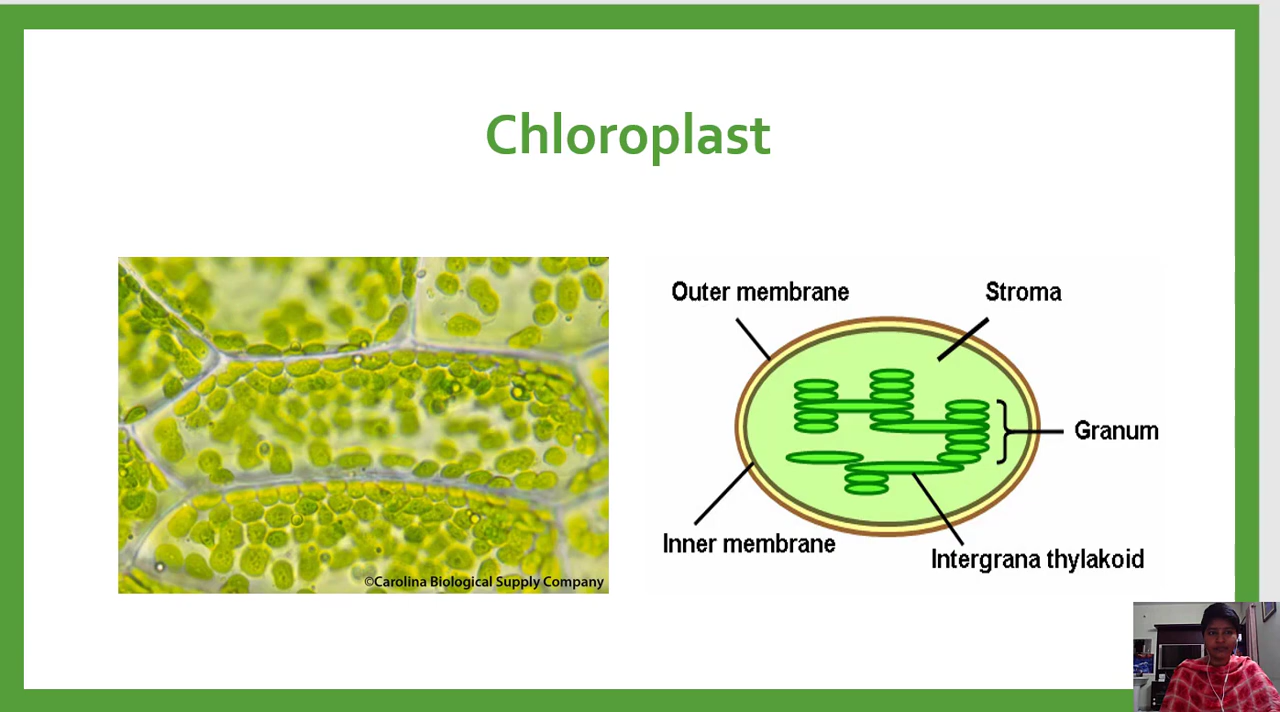 Chloroplast
Outer membrane
Stroma
Granum
Inner membrane
Intergrana thylakoid
©Carolina Biological Supply Company